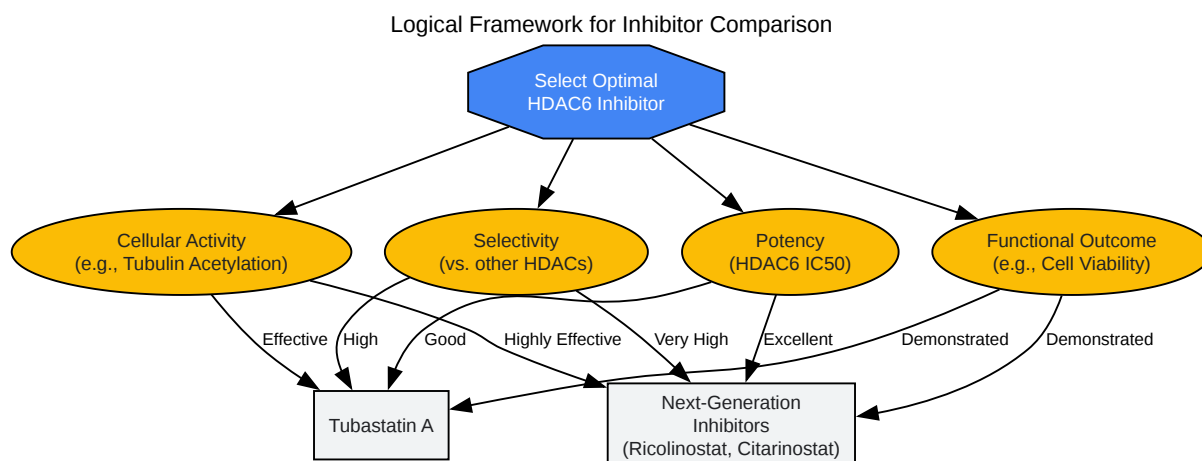 Logical Framework for Inhibitor Comparison
Select Optimal
HDAC6 Inhibitor
Cellular Activity
(e.g., Tubulin Acetylation)
Selectivity
(vs. other HDACs)
Potency
(HDAC6 IC50)
Functional Outcome
(e.g., Cell Viability)
Effective
High
Good
Highly Effective
Very High
Excellent
Demonstrated
Demonstrated
Tubastatin A
Next-Generation
Inhibitors
(Ricolinostat, Citarinostat)